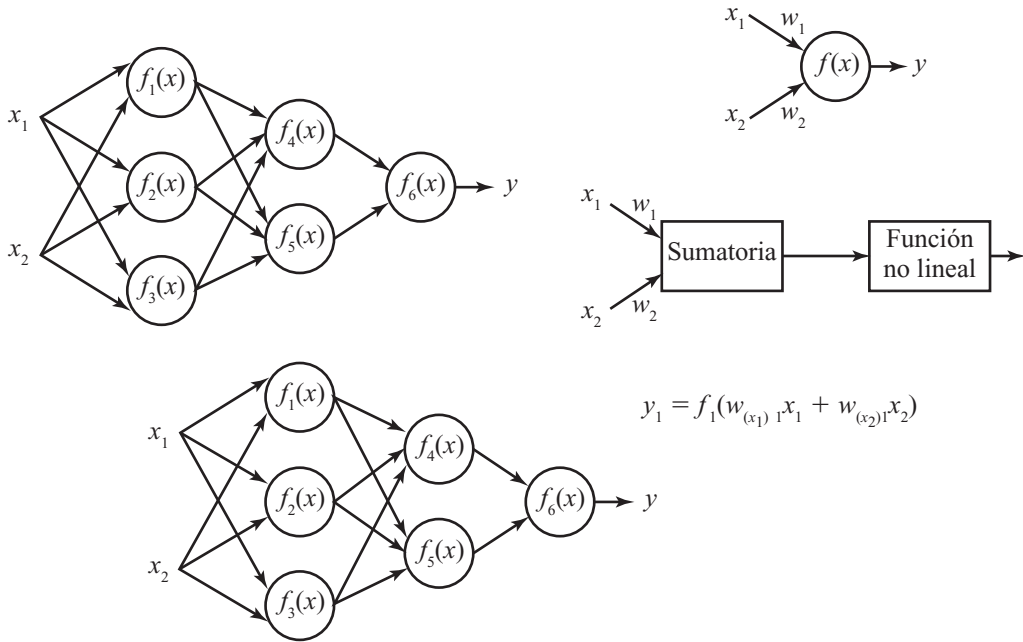 x₁
x₂
f₁(x)
f₂(x)
f₃(x)
f₄(x)
f₅(x)
f₆(x)
y
x₁
w₁
x₂
w₂
f(x)
y
x₁
w₁
x₂
w₂
Sumatoria
Función
no lineal
x₁
x₂
f₁(x)
f₂(x)
f₃(x)
f₄(x)
f₅(x)
f₆(x)
y
y₁ = f₁(w₍ₓ₁₎ ₁x₁ + w₍ₓ₂₎₁x₂)